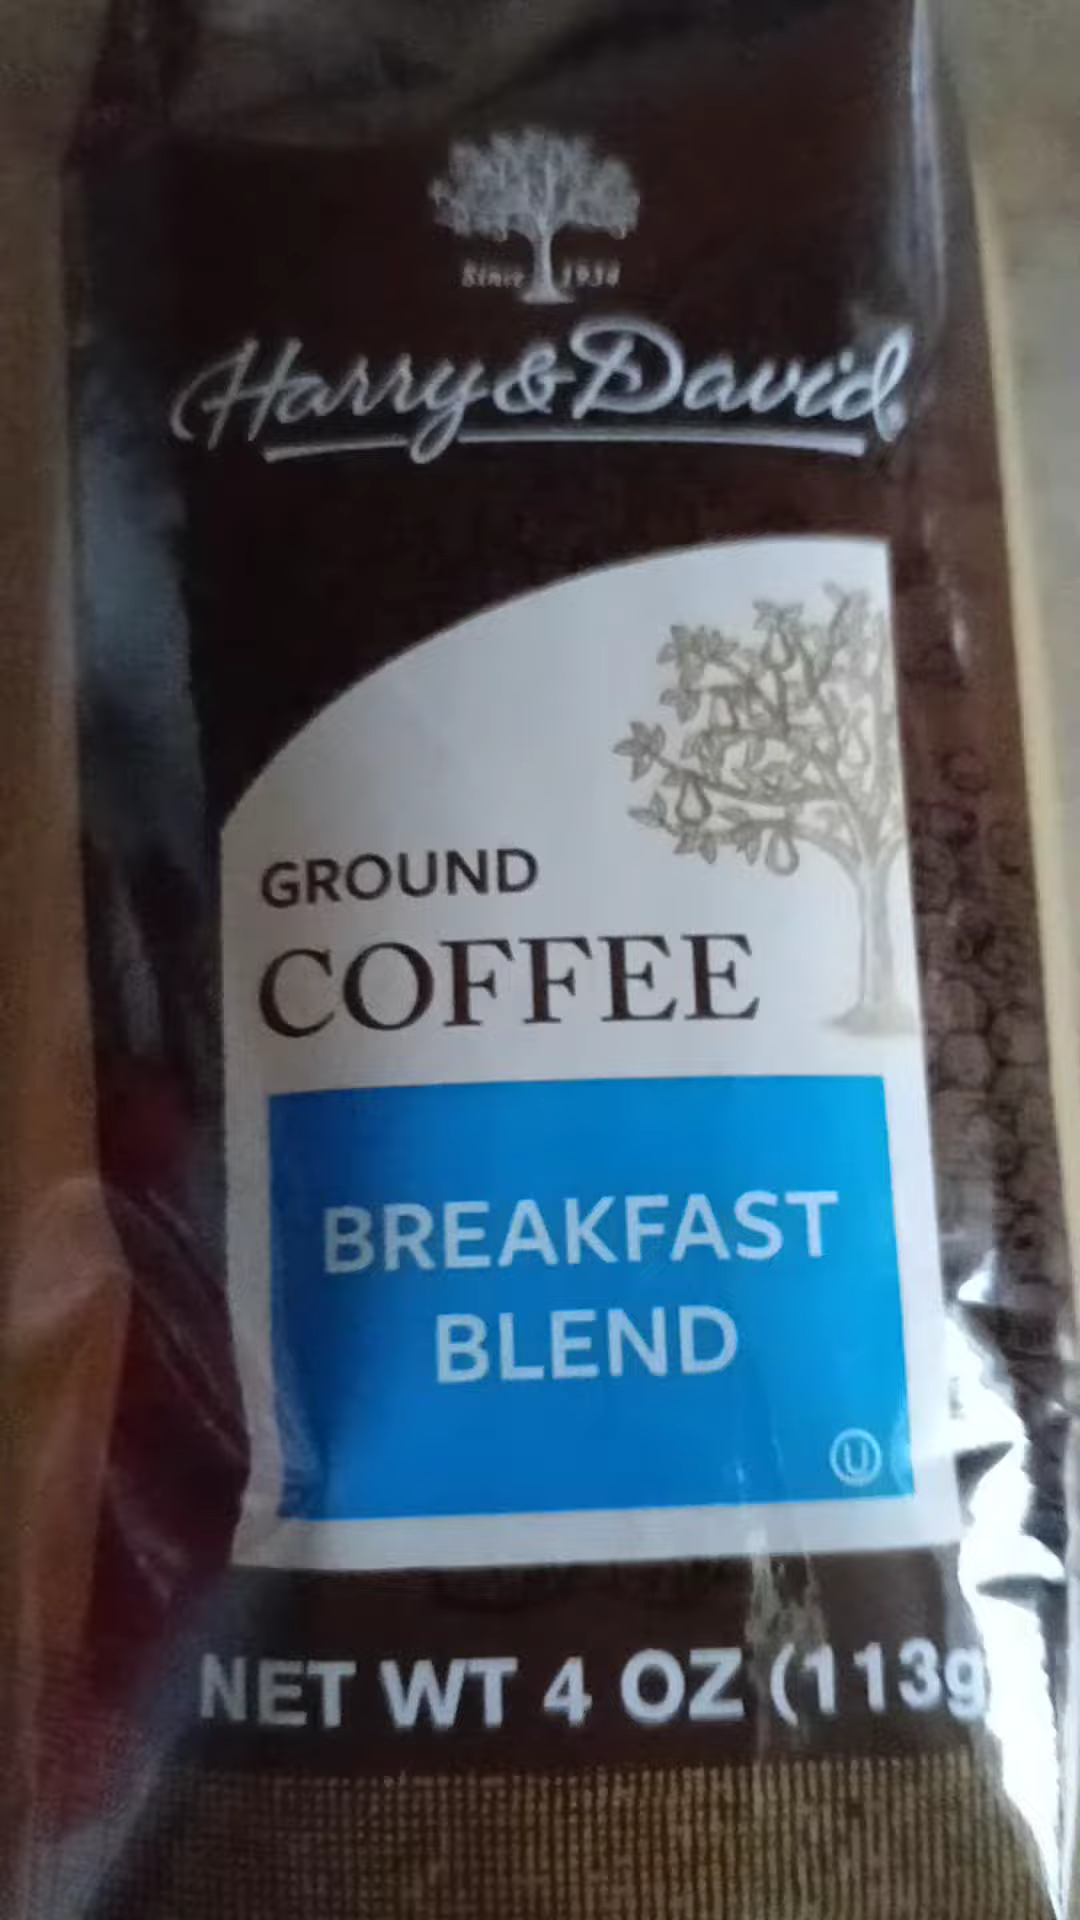 Since 1934
Harry & David
GROUND
COFFEE
BREAKFAST
BLEND
U
NET WT 4 OZ (113g